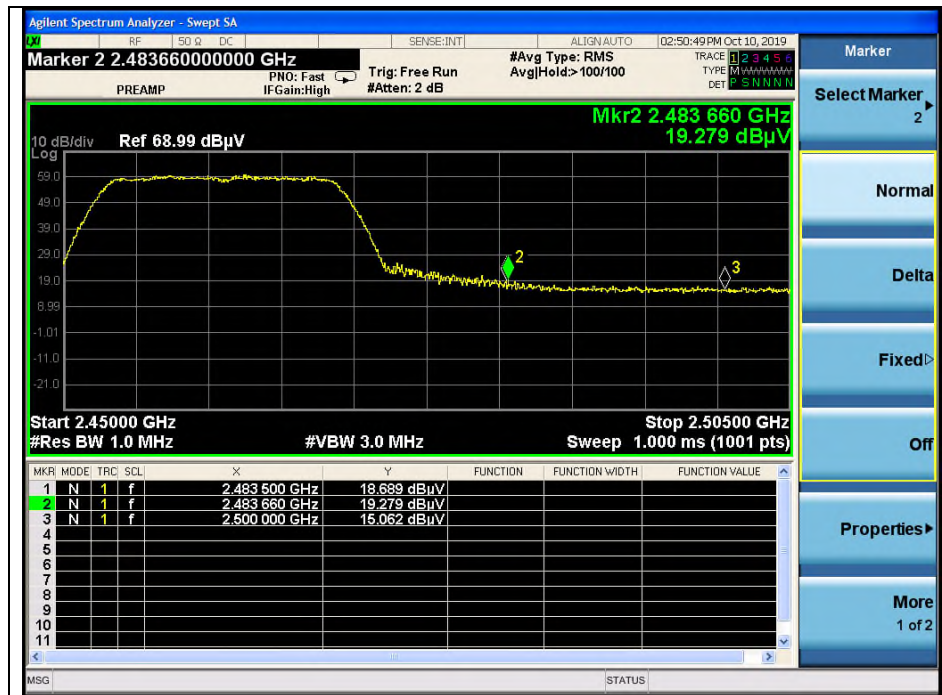 Agilent Spectrum Analyzer - Swept SA
LXI RF 50 Ω DC SENSE:INT ALIGNAUTO 02:50:49 PM Oct 10, 2019
Marker 2 2.483660000000 GHz
PNO: Fast
IFGain:High
PREAMP
Trig: Free Run
#Atten: 2 dB
#Avg Type: RMS
Avg|Hold:>100/100
TRACE 1 2 3 4 5 6
TYPE M
DET P S N N N N
Mkr2 2.483 660 GHz
19.279 dBµV
10 dB/div Ref 68.99 dBµV
Log
59.0
49.0
39.0
29.0
19.0
8.99
-1.01
-11.0
-21.0
2
3
Start 2.45000 GHz Stop 2.50500 GHz
#Res BW 1.0 MHz #VBW 3.0 MHz Sweep 1.000 ms (1001 pts)
MKR MODE TRC SCL X Y FUNCTION FUNCTION WIDTH FUNCTION VALUE
1 N 1 f 2.483 500 GHz 18.689 dBµV
2 N 1 f 2.483 660 GHz 19.279 dBµV
3 N 1 f 2.500 000 GHz 15.062 dBµV
4
5
6
7
8
9
10
11
MSG STATUS
Marker
Select Marker
2
Normal
Delta
Fixed
Off
Properties
More
1 of 2